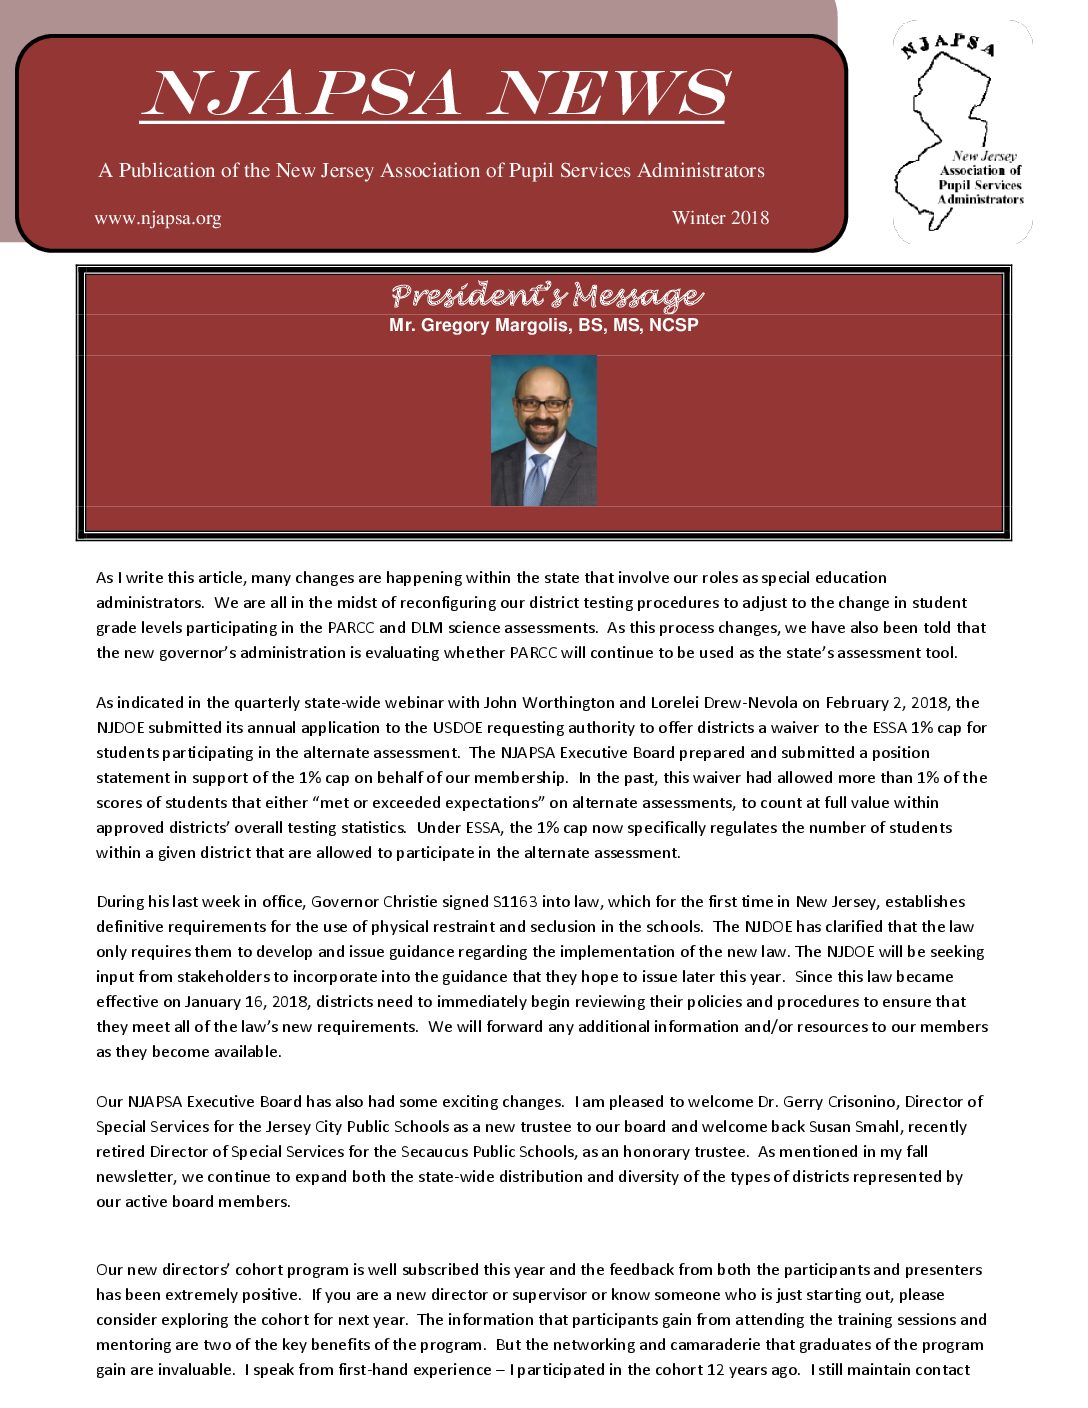 NJAPSA NEWS
A Publication of the New Jersey Association of Pupil Services Administrators
www.njapsa.org Winter 2018
NJAPSA
New Jersey
Association of
Pupil Services
Administrators
President's Message
Mr. Gregory Margolis, BS, MS, NCSP
As I write this article, many changes are happening within the state that involve our roles as special education
administrators.  We are all in the midst of reconfiguring our district testing procedures to adjust to the change in student
grade levels participating in the PARCC and DLM science assessments.  As this process changes, we have also been told that
the new governor's administration is evaluating whether PARCC will continue to be used as the state's assessment tool.
As indicated in the quarterly state-wide webinar with John Worthington and Lorelei Drew-Nevola on February 2, 2018, the
NJDOE submitted its annual application to the USDOE requesting authority to offer districts a waiver to the ESSA 1% cap for
students participating in the alternate assessment.  The NJAPSA Executive Board prepared and submitted a position
statement in support of the 1% cap on behalf of our membership.  In the past, this waiver had allowed more than 1% of the
scores of students that either "met or exceeded expectations" on alternate assessments, to count at full value within
approved districts' overall testing statistics.  Under ESSA, the 1% cap now specifically regulates the number of students
within a given district that are allowed to participate in the alternate assessment.
During his last week in office, Governor Christie signed S1163 into law, which for the first time in New Jersey, establishes
definitive requirements for the use of physical restraint and seclusion in the schools.  The NJDOE has clarified that the law
only requires them to develop and issue guidance regarding the implementation of the new law. The NJDOE will be seeking
input from stakeholders to incorporate into the guidance that they hope to issue later this year.  Since this law became
effective on January 16, 2018, districts need to immediately begin reviewing their policies and procedures to ensure that
they meet all of the law's new requirements.  We will forward any additional information and/or resources to our members
as they become available.
Our NJAPSA Executive Board has also had some exciting changes.  I am pleased to welcome Dr. Gerry Crisonino, Director of
Special Services for the Jersey City Public Schools as a new trustee to our board and welcome back Susan Smahl, recently
retired Director of Special Services for the Secaucus Public Schools, as an honorary trustee.  As mentioned in my fall
newsletter, we continue to expand both the state-wide distribution and diversity of the types of districts represented by
our active board members.
Our new directors' cohort program is well subscribed this year and the feedback from both the participants and presenters
has been extremely positive.  If you are a new director or supervisor or know someone who is just starting out, please
consider exploring the cohort for next year.  The information that participants gain from attending the training sessions and
mentoring are two of the key benefits of the program.  But the networking and camaraderie that graduates of the program
gain are invaluable.  I speak from first-hand experience – I participated in the cohort 12 years ago.  I still maintain contact